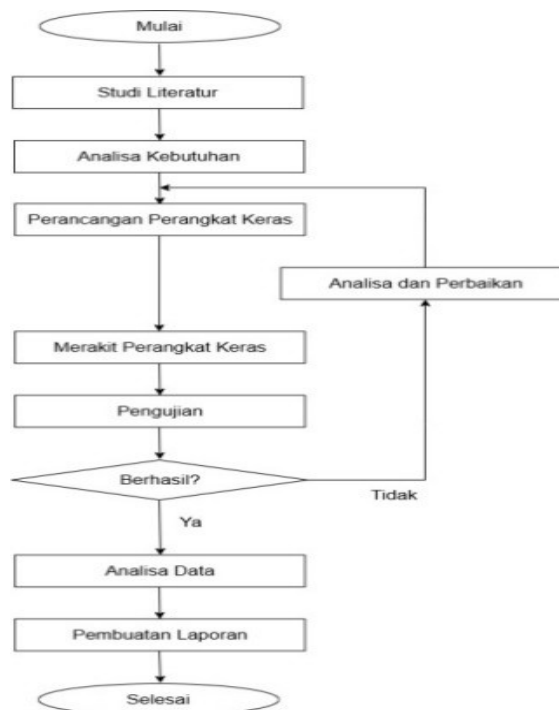 Mulai
Studi Literatur
Analisa Kebutuhan
Perancangan Perangkat Keras
Analisa dan Perbaikan
Merakit Perangkat Keras
Pengujian
Berhasil?
Tidak
Ya
Analisa Data
Pembuatan Laporan
Selesai